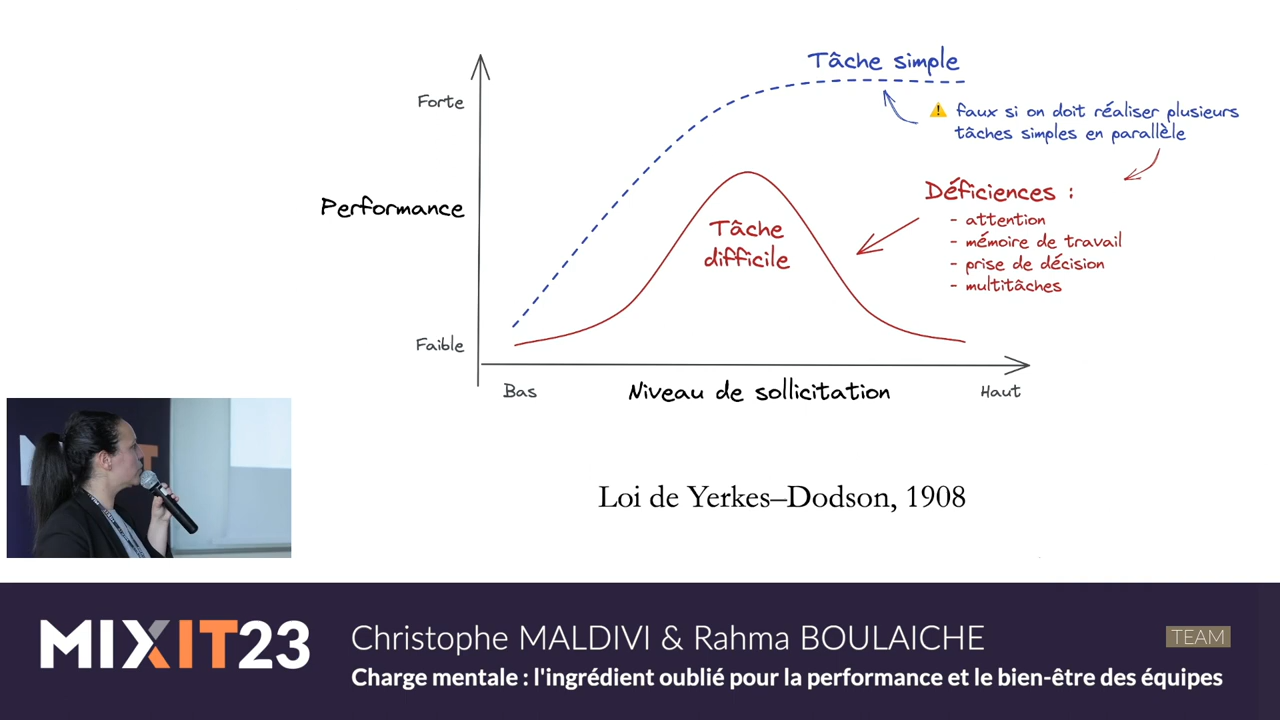 Tâche simple
Forte
⚠ faux si on doit réaliser plusieurs
tâches simples en parallèle
Performance
Déficiences :
- attention
- mémoire de travail
- prise de décision
- multitâches
Tâche
difficile
Faible
Bas
Niveau de sollicitation
Haut
Loi de Yerkes–Dodson, 1908
MIXIT23
Christophe MALDIVI & Rahma BOULAICHE
TEAM
Charge mentale : l'ingrédient oublié pour la performance et le bien-être des équipes